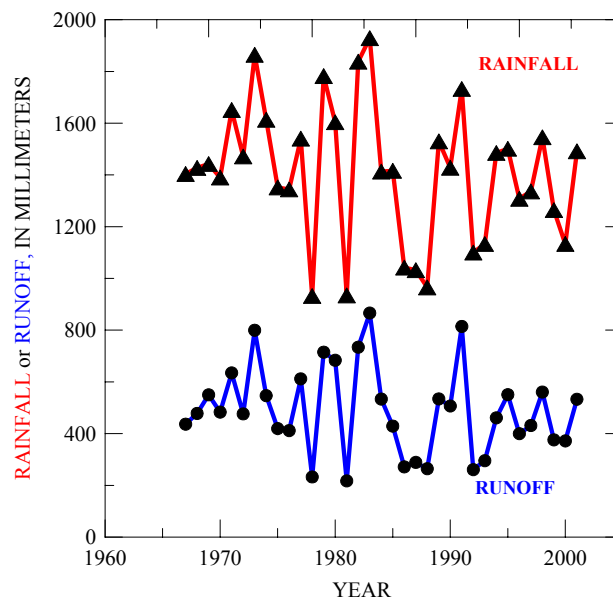 2000
1600
1200
800
400
0
RAINFALL or RUNOFF, IN MILLIMETERS
RAINFALL
RUNOFF
1960 1970 1980 1990 2000
YEAR